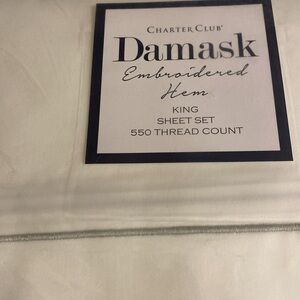 CHARTER CLUB®
Damask
Embroidered
Hem
KING
SHEET SET
550 THREAD COUNT